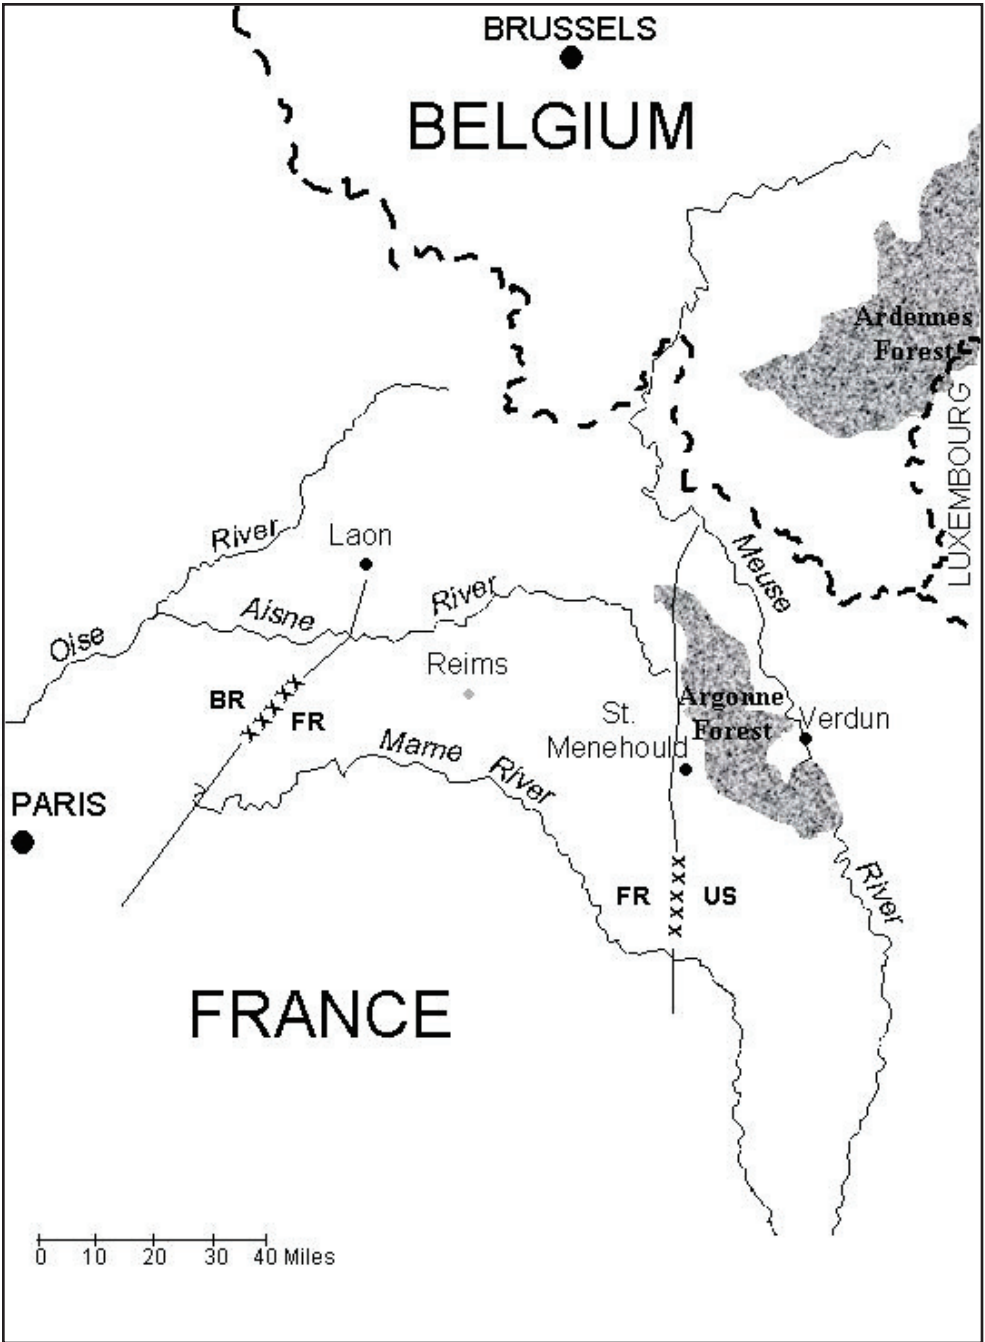 BRUSSELS
BELGIUM
Ardennes
Forest
LUXEMBOURG
River
Laon
Meuse
Oise
Aisne
River
Reims
BR
xxxxx
FR
St.
Menehould
Argonne
Forest
Verdun
Marne
River
PARIS
FR
xxxxx
US
River
FRANCE
0 10 20 30 40 Miles